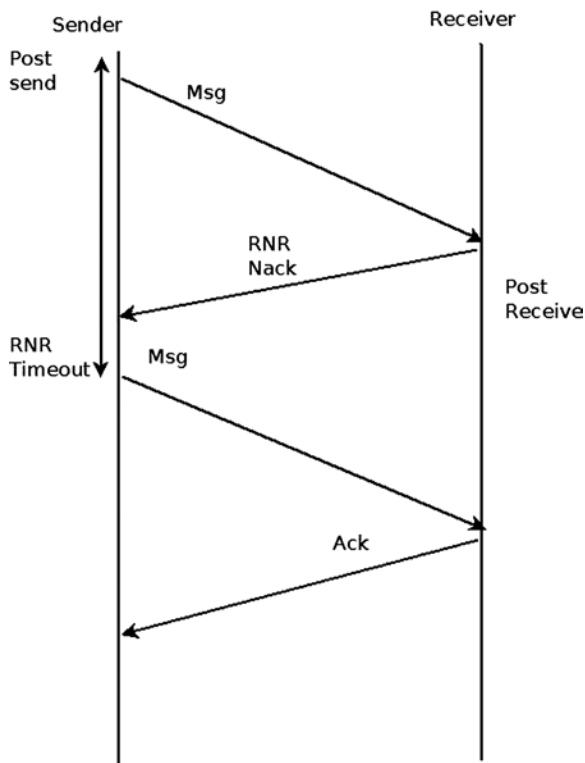 Sender
Receiver
Post
send
Msg
RNR
Nack
Post
Receive
RNR
Timeout
Msg
Ack